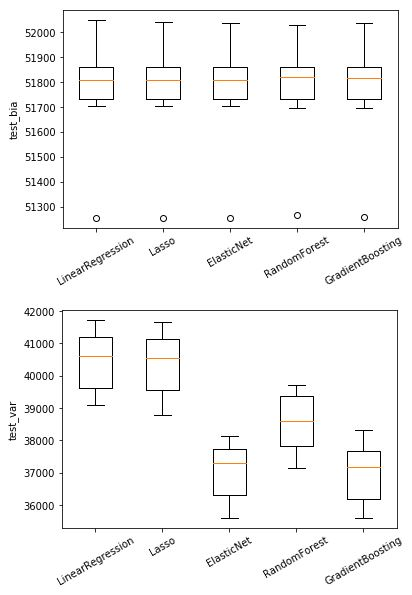 52000
51900
51800
51700
51600
51500
51400
51300
test_bia
LinearRegression
Lasso
ElasticNet
RandomForest
GradientBoosting
42000
41000
40000
39000
38000
37000
36000
test_var
LinearRegression
Lasso
ElasticNet
RandomForest
GradientBoosting